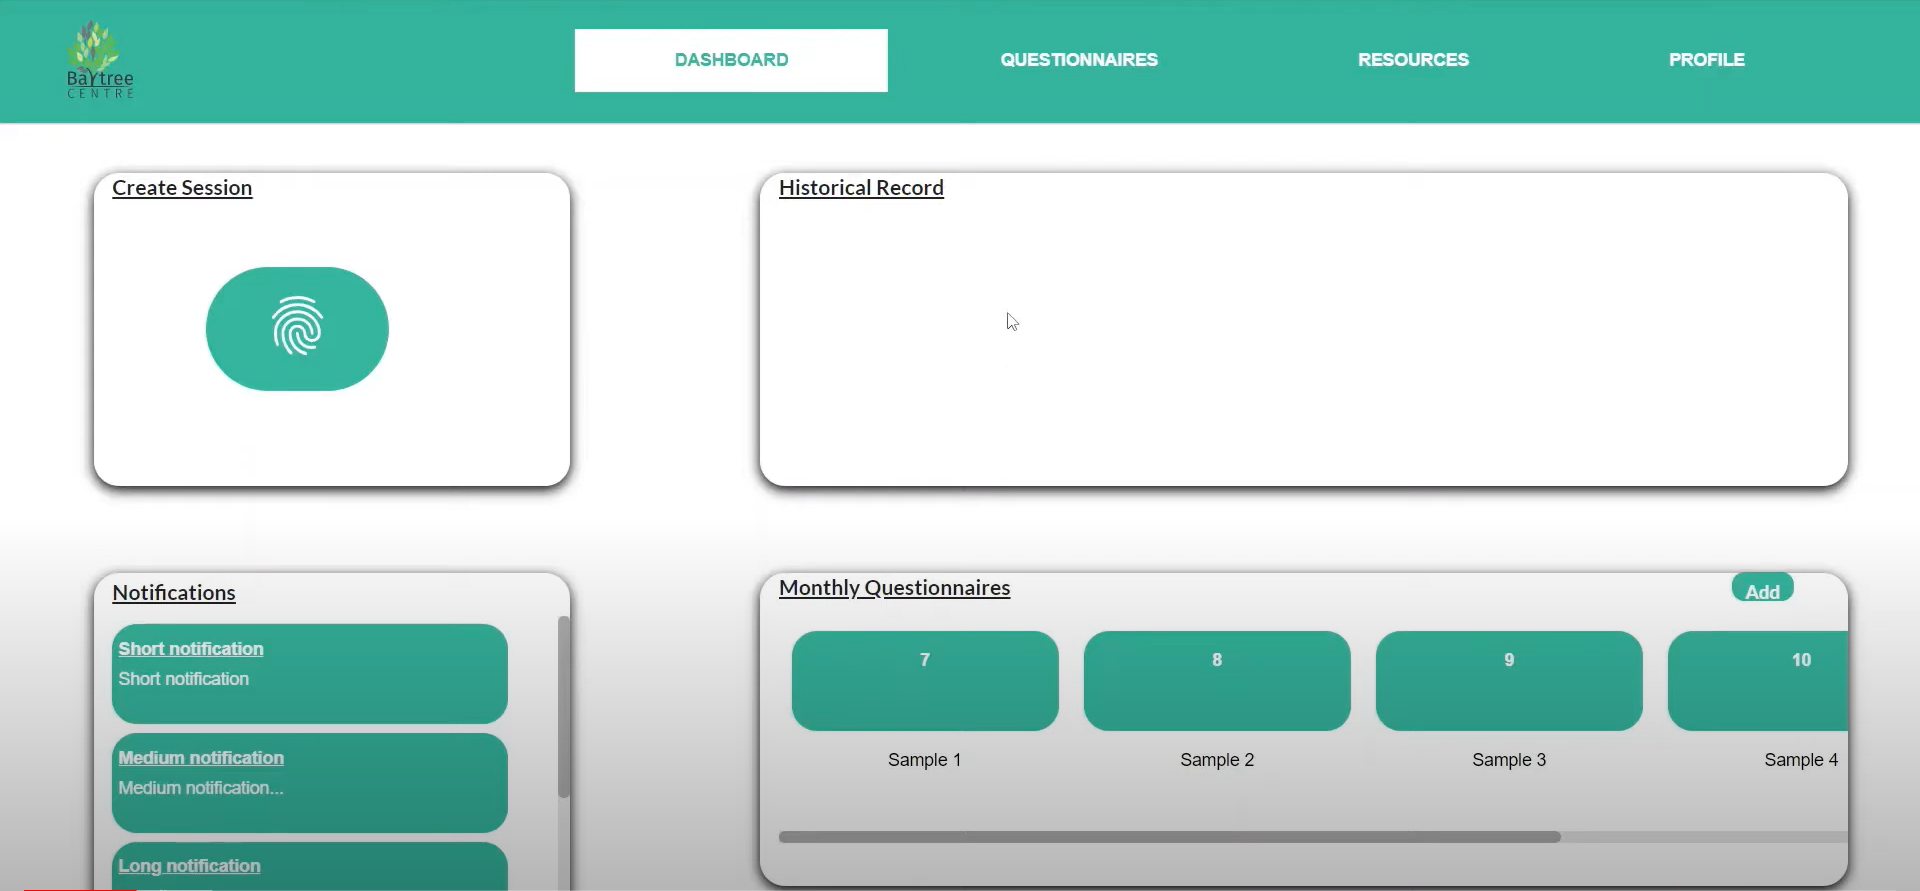 Baytree
CENTRE
DASHBOARD
QUESTIONNAIRES
RESOURCES
PROFILE
Create Session
Historical Record
Notifications
Short notification
Short notification
Medium notification
Medium notification...
Long notification
Monthly Questionnaires
Add
7
8
9
10
Sample 1
Sample 2
Sample 3
Sample 4